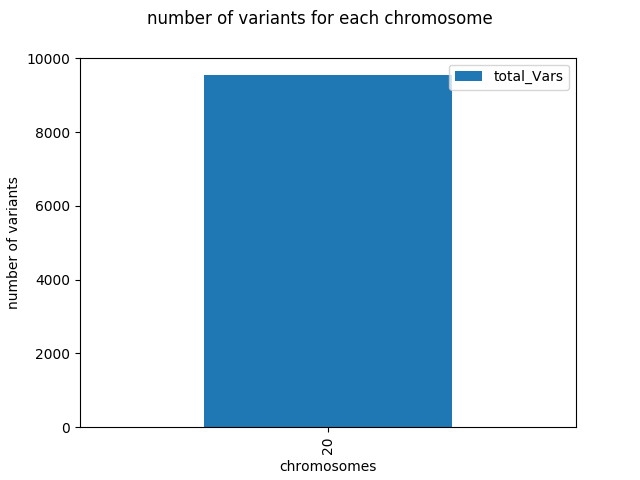 number of variants for each chromosome
10000
8000
6000
4000
2000
0
number of variants
total_Vars
20
chromosomes